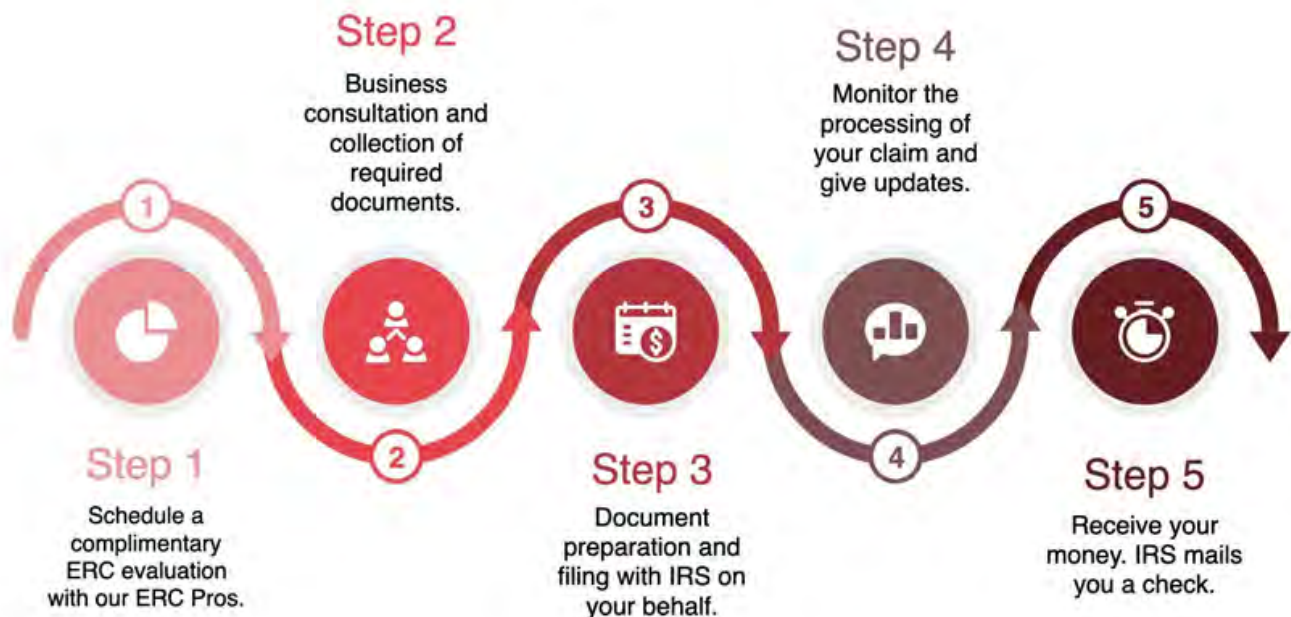 Step 1
Schedule a
complimentary
ERC evaluation
with our ERC Pros.
1
Step 2
Business
consultation and
collection of
required
documents.
2
3
$
Step 3
Document
preparation and
filing with IRS on
your behalf.
Step 4
Monitor the
processing of
your claim and
give updates.
4
5
Step 5
Receive your
money. IRS mails
you a check.